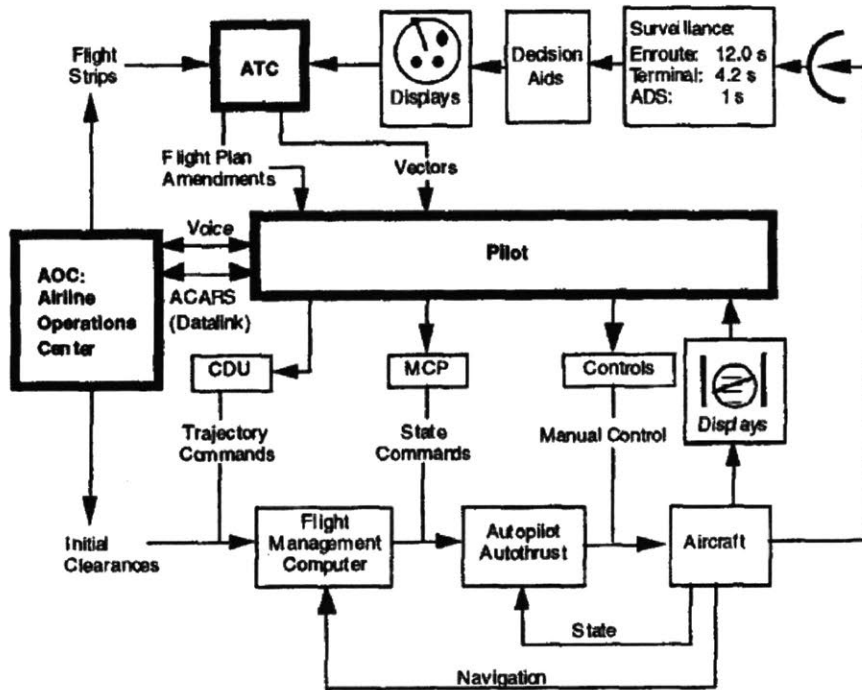 Flight
Strips
ATC
Displays
Decision
Aids
Surveillance:
Enroute: 12.0 s
Terminal: 4.2 s
ADS: 1 s
Flight Plan
Amendments
Vectors
Voice
Pilot
AOC:
Airline
Operations
Center
ACARS
(Datalink)
CDU
MCP
Controls
Displays
Trajectory
Commands
State
Commands
Manual Control
Initial
Clearances
Flight
Management
Computer
Autopilot
Autothrust
Aircraft
State
Navigation